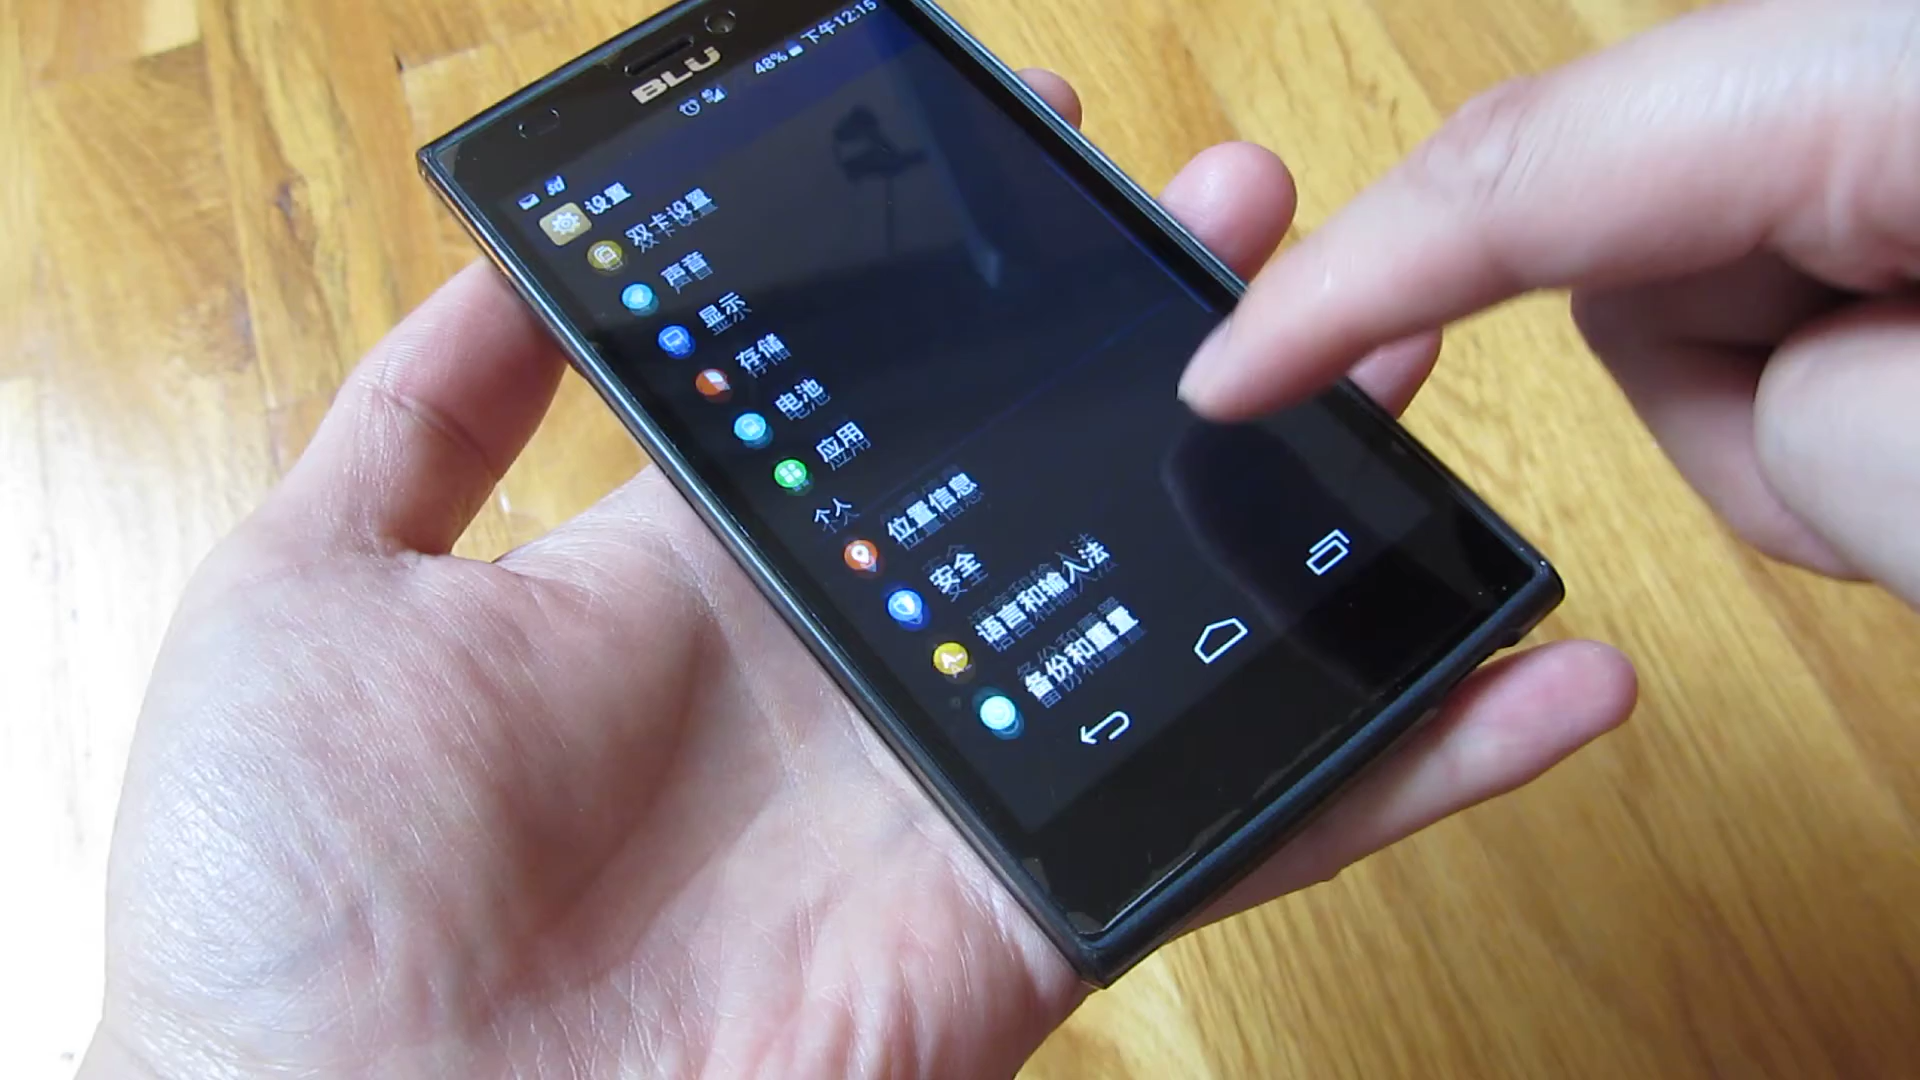 BLU
48% 下午12:15
sd
设置
双卡设置
声音
显示
存储
电池
应用
个人
位置信息
安全
A
语言和输入法
备份和重置